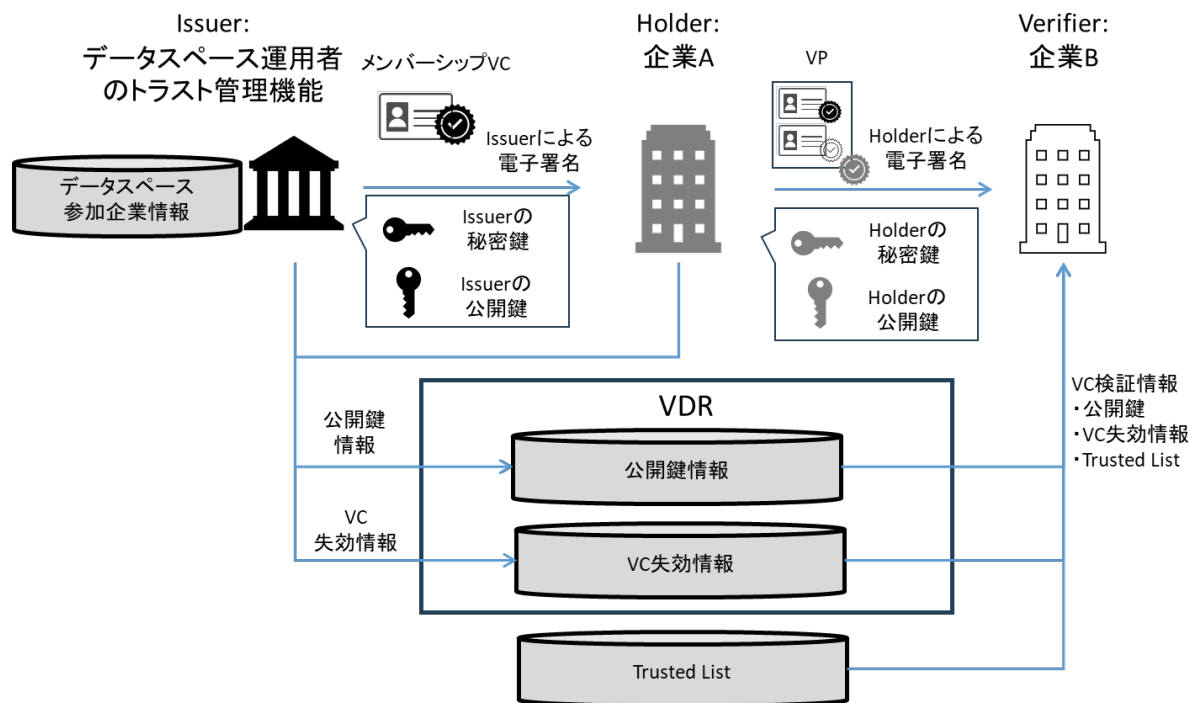 Issuer:
データスペース運用者
のトラスト管理機能
メンバーシップVC
Holder:
企業A
VP
Verifier:
企業B
Issuerによる
電子署名
Holderによる
電子署名
データスペース
参加企業情報
Issuerの
秘密鍵
Issuerの
公開鍵
Holderの
秘密鍵
Holderの
公開鍵
VDR
公開鍵
情報
公開鍵情報
VC
失効情報
VC失効情報
Trusted List
VC検証情報
・公開鍵
・VC失効情報
・Trusted List